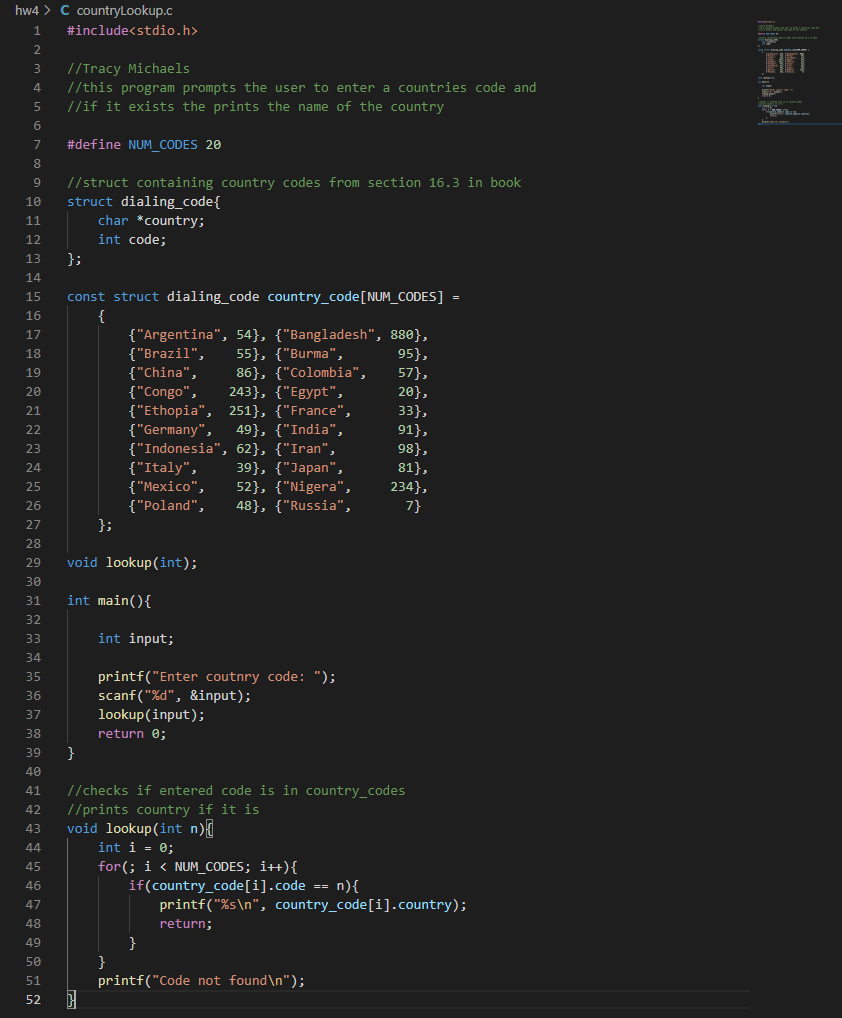 hw4 > C countryLookup.c
1 #include<stdio.h>
2
3 //Tracy Michaels
4 //this program prompts the user to enter a countries code and
5 //if it exists the prints the name of the country
6
7 #define NUM_CODES 20
8
9 //struct containing country codes from section 16.3 in book
10 struct dialing_code{
11     char *country;
12     int code;
13 };
14
15 const struct dialing_code country_code[NUM_CODES] =
16     {
17         {"Argentina", 54}, {"Bangladesh", 880},
18         {"Brazil",    55}, {"Burma",       95},
19         {"China",     86}, {"Colombia",    57},
20         {"Congo",    243}, {"Egypt",       20},
21         {"Ethopia",  251}, {"France",      33},
22         {"Germany",   49}, {"India",       91},
23         {"Indonesia", 62}, {"Iran",        98},
24         {"Italy",     39}, {"Japan",       81},
25         {"Mexico",    52}, {"Nigera",     234},
26         {"Poland",    48}, {"Russia",       7}
27     };
28
29 void lookup(int);
30
31 int main(){
32
33     int input;
34
35     printf("Enter coutnry code: ");
36     scanf("%d", &input);
37     lookup(input);
38     return 0;
39 }
40
41 //checks if entered code is in country_codes
42 //prints country if it is
43 void lookup(int n){
44     int i = 0;
45     for(; i < NUM_CODES; i++){
46         if(country_code[i].code == n){
47             printf("%s\n", country_code[i].country);
48             return;
49         }
50     }
51     printf("Code not found\n");
52 }